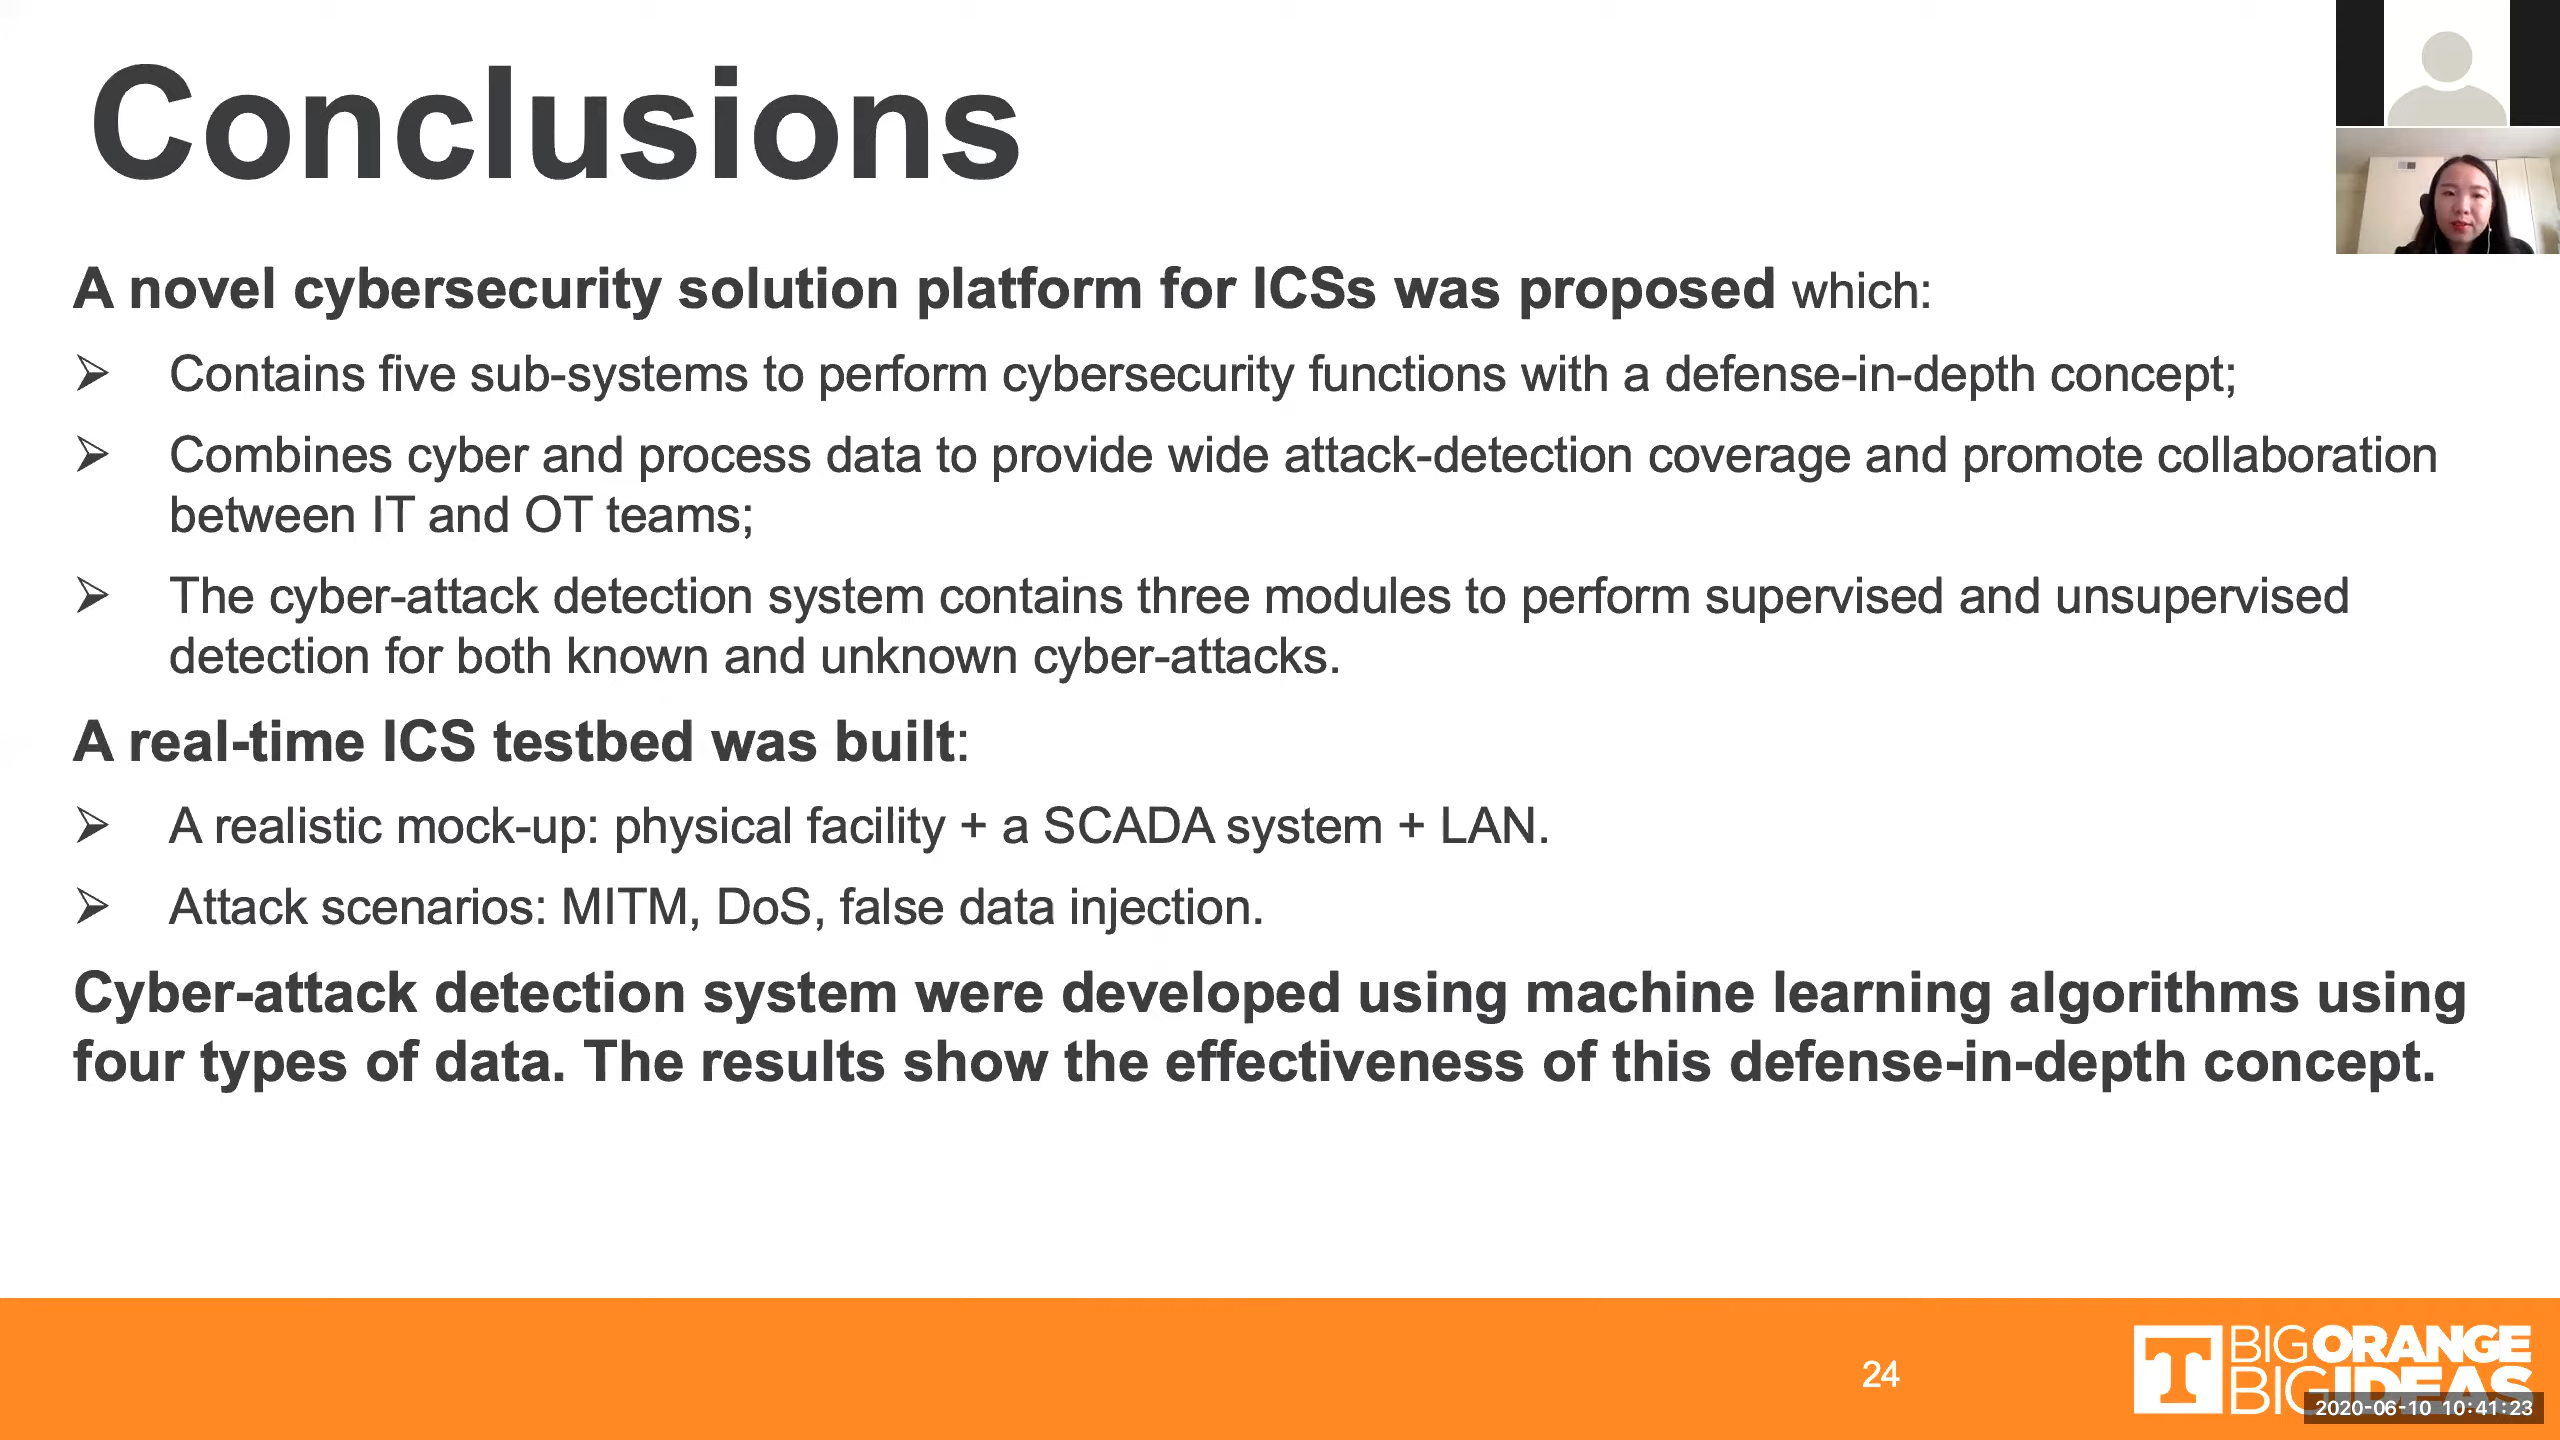 Conclusions
A novel cybersecurity solution platform for ICSs was proposed which:
➢ Contains five sub-systems to perform cybersecurity functions with a defense-in-depth concept;
➢ Combines cyber and process data to provide wide attack-detection coverage and promote collaboration
between IT and OT teams;
➢ The cyber-attack detection system contains three modules to perform supervised and unsupervised
detection for both known and unknown cyber-attacks.
A real-time ICS testbed was built:
➢ A realistic mock-up: physical facility + a SCADA system + LAN.
➢ Attack scenarios: MITM, DoS, false data injection.
Cyber-attack detection system were developed using machine learning algorithms using
four types of data. The results show the effectiveness of this defense-in-depth concept.
24
T
BIG ORANGE
BIG IDEAS
2020-06-10 10:41:23